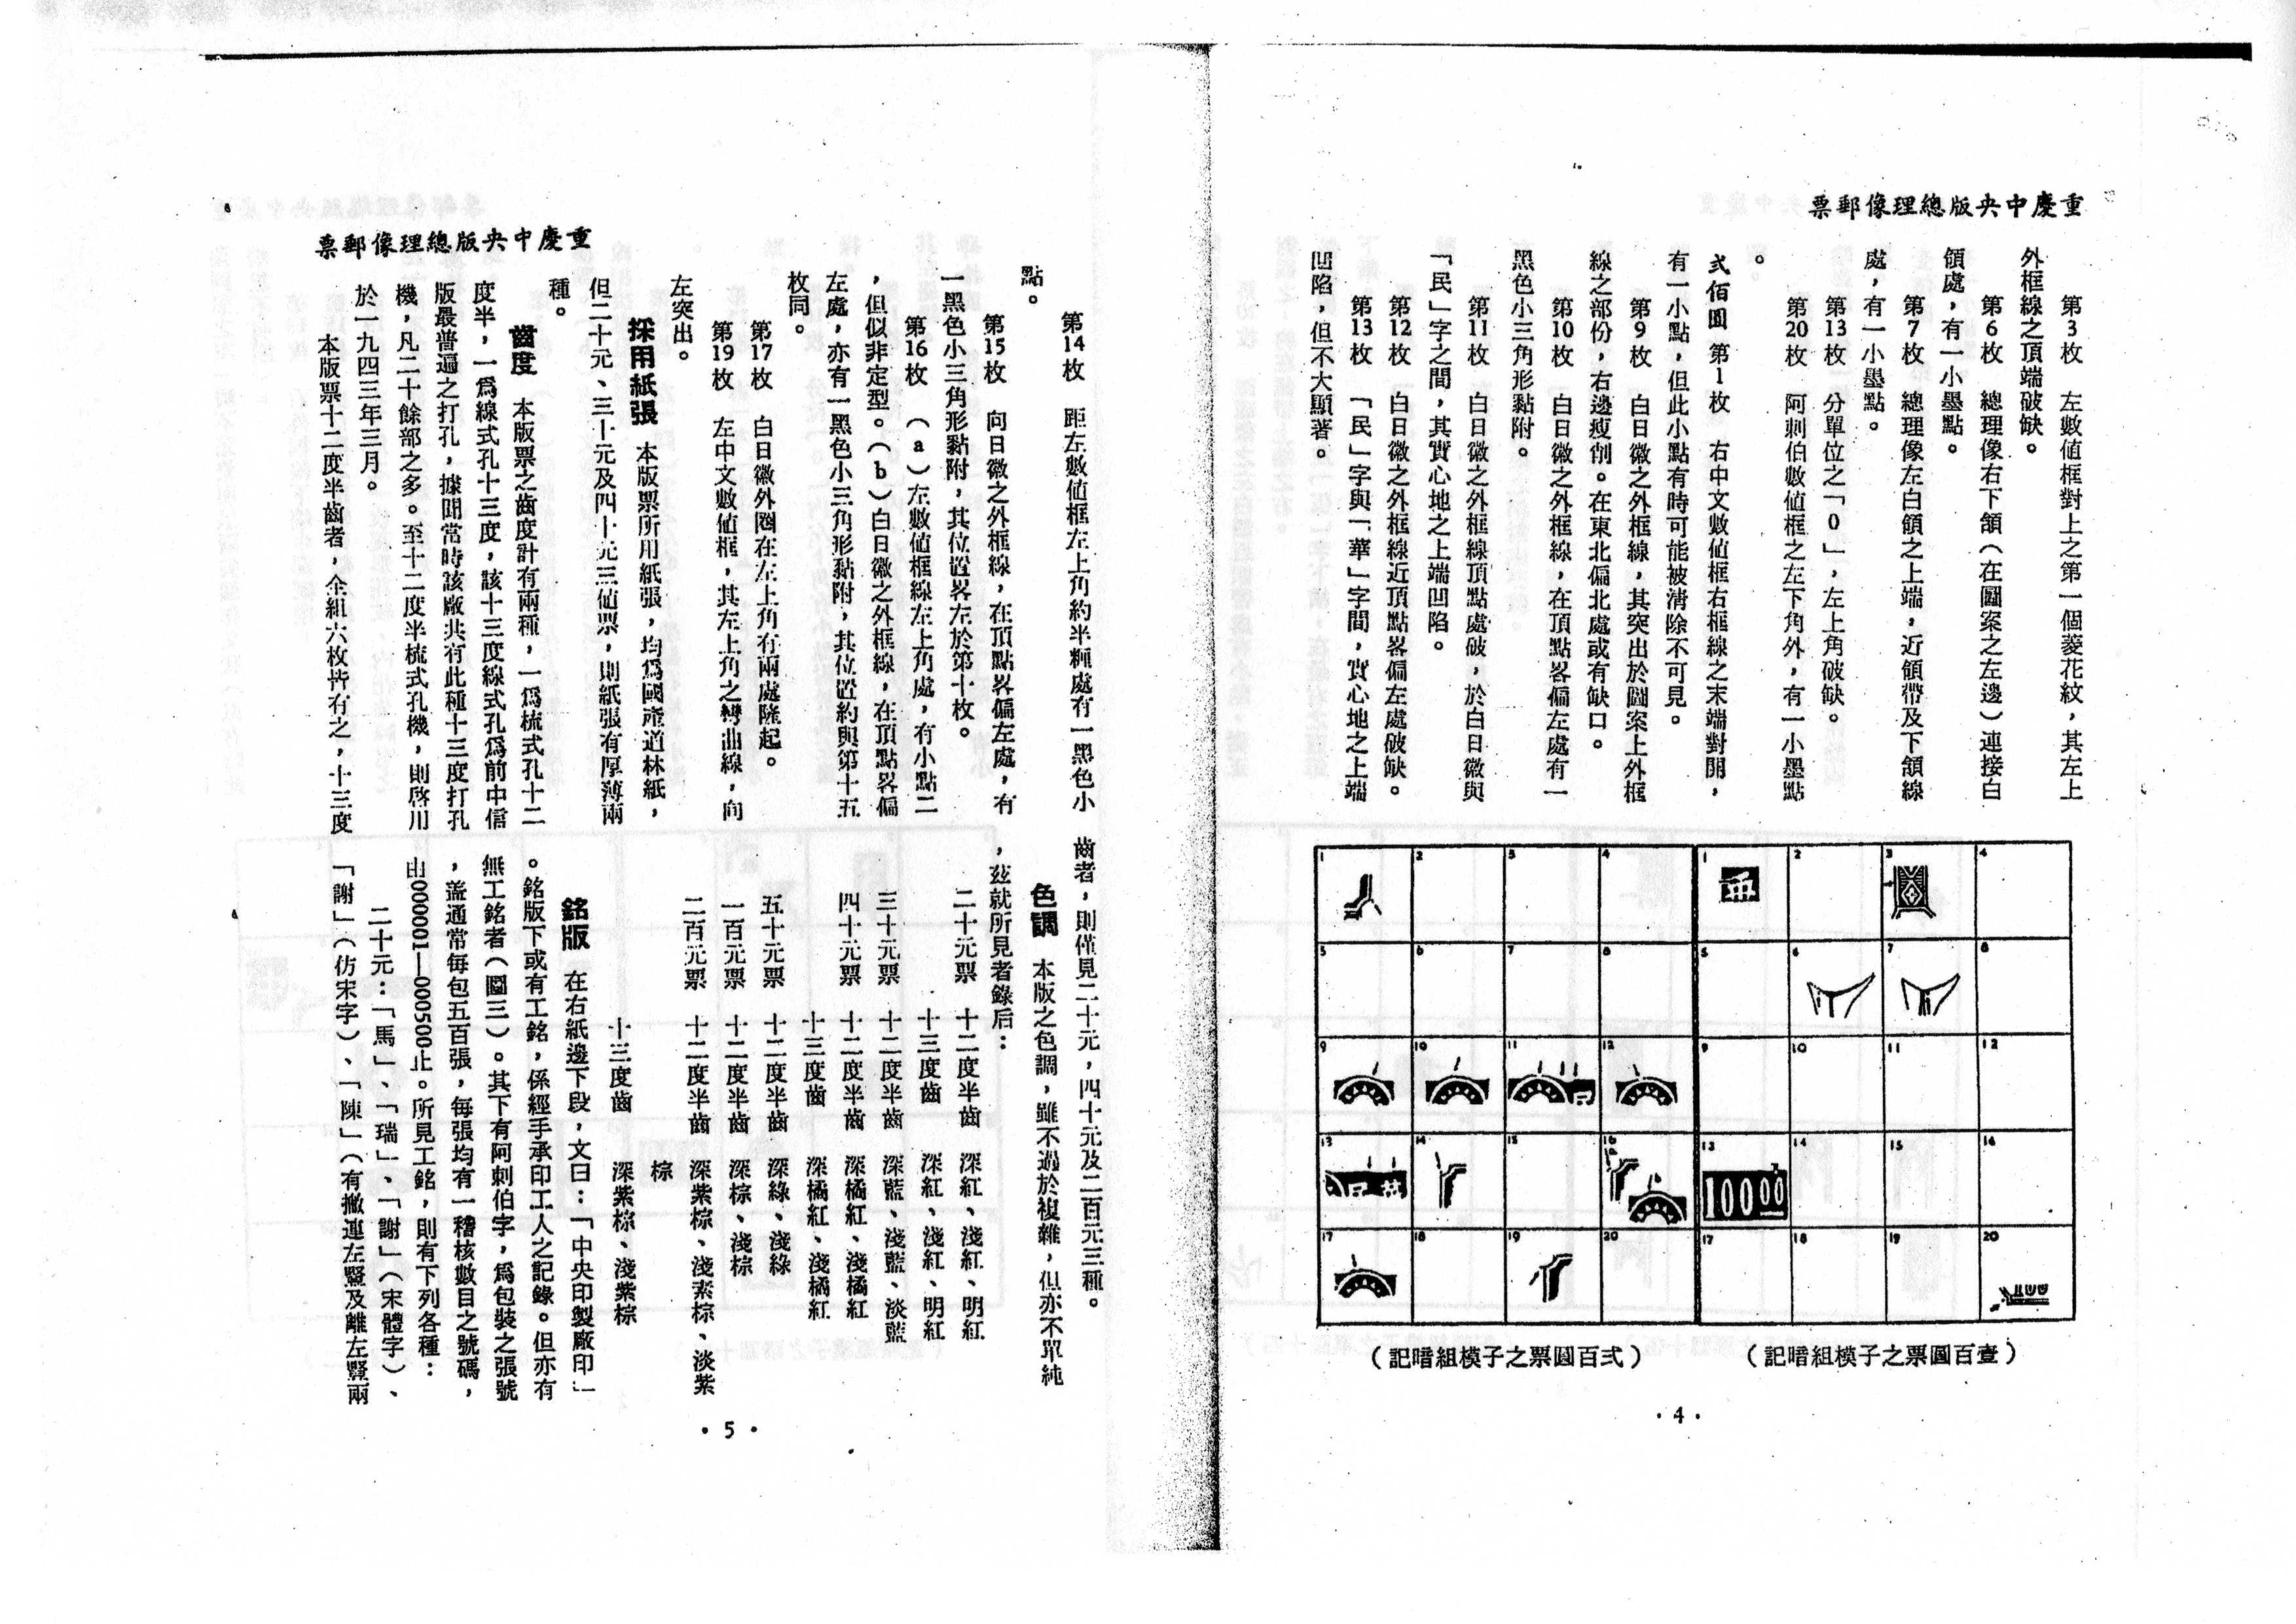 重慶中央版總理像郵票
第3枚　左數値框對上之第一個菱花紋，其左上
外框線之頂端破缺。
第6枚　總理像右下頷（在圖案之左邊）連接白
領處，有一小墨點。
第7枚　總理像左白領之上端，近領帶及下頷線
處，有一小墨點。
第13枚　分單位之「0」，左上角破缺。
第20枚　阿刺伯數値框之左下角外，有一小墨點
。
弍佰圓　第1枚　右中文數値框右框線之末端對開，
有一小點，但此小點有時可能被淸除不可見。
第9枚　白日徽之外框線，其突出於圖案上外框
線之部份，右邊瘦削。在東北偏北處或有缺口。
第10枚　白日徽之外框線，在頂點畧偏左處有一
黑色小三角形黏附。
第11枚　白日徽之外框線頂點處破，於白日徽與
「民」字之間，其實心地之上端凹陷。
第12枚　白日徽之外框線近頂點畧偏左處破缺。
第13枚　「民」字與「華」字間，實心地之上端
凹陷，但不大顯著。
1 2 3 4 1 2 3 4
5 6 7 8 5 6 7 8
9 10 11 12 9 10 11 12
13 14 15 16 13 14 15 16
17 18 19 20 17 18 19 20
10000
（壹百圓票之子模組暗記）
（弍百圓票之子模組暗記）
·4·
重慶中央版總理像郵票
第14枚　距左數値框左上角約半糎處有一黑色小
點。
第15枚　向日徽之外框線，在頂點畧偏左處，有
一黑色小三角形黏附，其位置畧左於第十枚。
第16枚　（a）左數値框線左上角處，有小點二
，但似非定型。（b）白日徽之外框線，在頂點畧偏
左處，亦有一黑色小三角形黏附，其位置約與第十五
枚同。
第17枚　白日徽外圈在左上角有兩處隆起。
第19枚　左中文數値框，其左上角之彎曲線，向
左突出。
採用紙張　本版票所用紙張，均爲國產道林紙，
但二十元、三十元及四十元三値票，則紙張有厚薄兩
種。
齒度　本版票之齒度計有兩種，一爲梳式孔十二
度半，一爲線式孔十三度，該十三度線式孔爲前中信
版最普遍之打孔，據聞當時該廠共有此種十三度打孔
機，凡二十餘部之多。至十二度半梳式孔機，則啓用
於一九四三年三月。
本版票十二度半齒者，全組六枚皆有之，十三度
齒者，則僅見二十元，四十元及二百元三種。
色調　本版之色調，雖不過於複雜，但亦不單純
，茲就所見者錄后：
二十元票　十二度半齒　深紅、淺紅、明紅
十三度齒　深紅、淺紅、明紅
三十元票　十二度半齒　深藍、淺藍、淡藍
四十元票　十二度半齒　深橘紅、淺橘紅
十三度齒　深橘紅、淺橘紅
五十元票　十二度半齒　深綠、淺綠
一百元票　十二度半齒　深棕、淺棕
二百元票　十二度半齒　深紫棕、淺紫棕、淡紫
棕
十三度齒　深紫棕、淺紫棕
銘版　在右紙邊下段，文曰：「中央印製廠印」
。銘版下或有工銘，係經手承印工人之記錄。但亦有
無工銘者（圖三）。其下有阿刺伯字，爲包裝之張號
，蓋通常每包五百張，每張均有一稽核數目之號碼，
由000001—000500止。所見工銘，則有下列各種：
二十元：「馬」、「瑞」、「謝」（宋體字）、
「謝」（仿宋字）、「陳」（有撇連左豎及離左豎兩
·5·